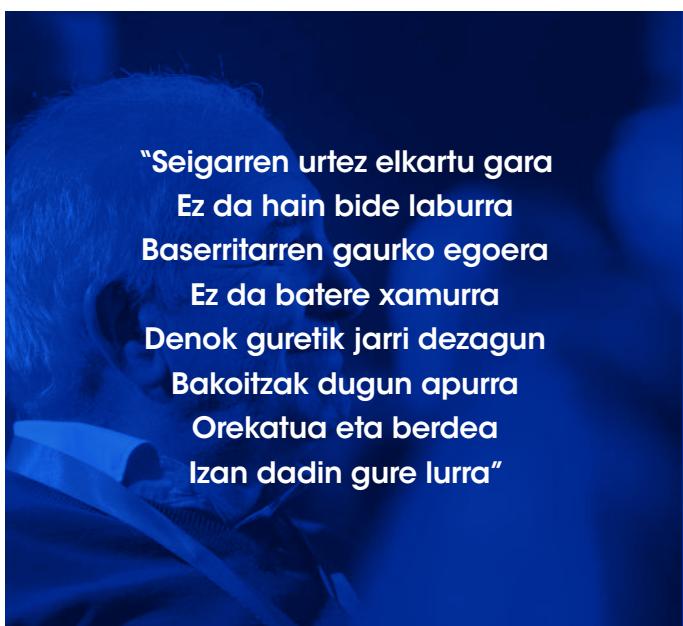 “Seigarren urtez elkartu gara
Ez da hain bide laburra
Baserritarren gaurko egoera
Ez da batere xamurra
Denok guretik jarri dezagun
Bakoitzak dugun apurra
Orekatua eta berdea
Izan dadin gure lurra”